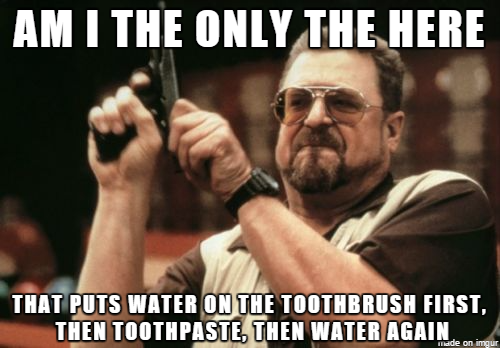 AM I THE ONLY THE HERE
THAT PUTS WATER ON THE TOOTHBRUSH FIRST,
THEN TOOTHPASTE, THEN WATER AGAIN
made on imgur